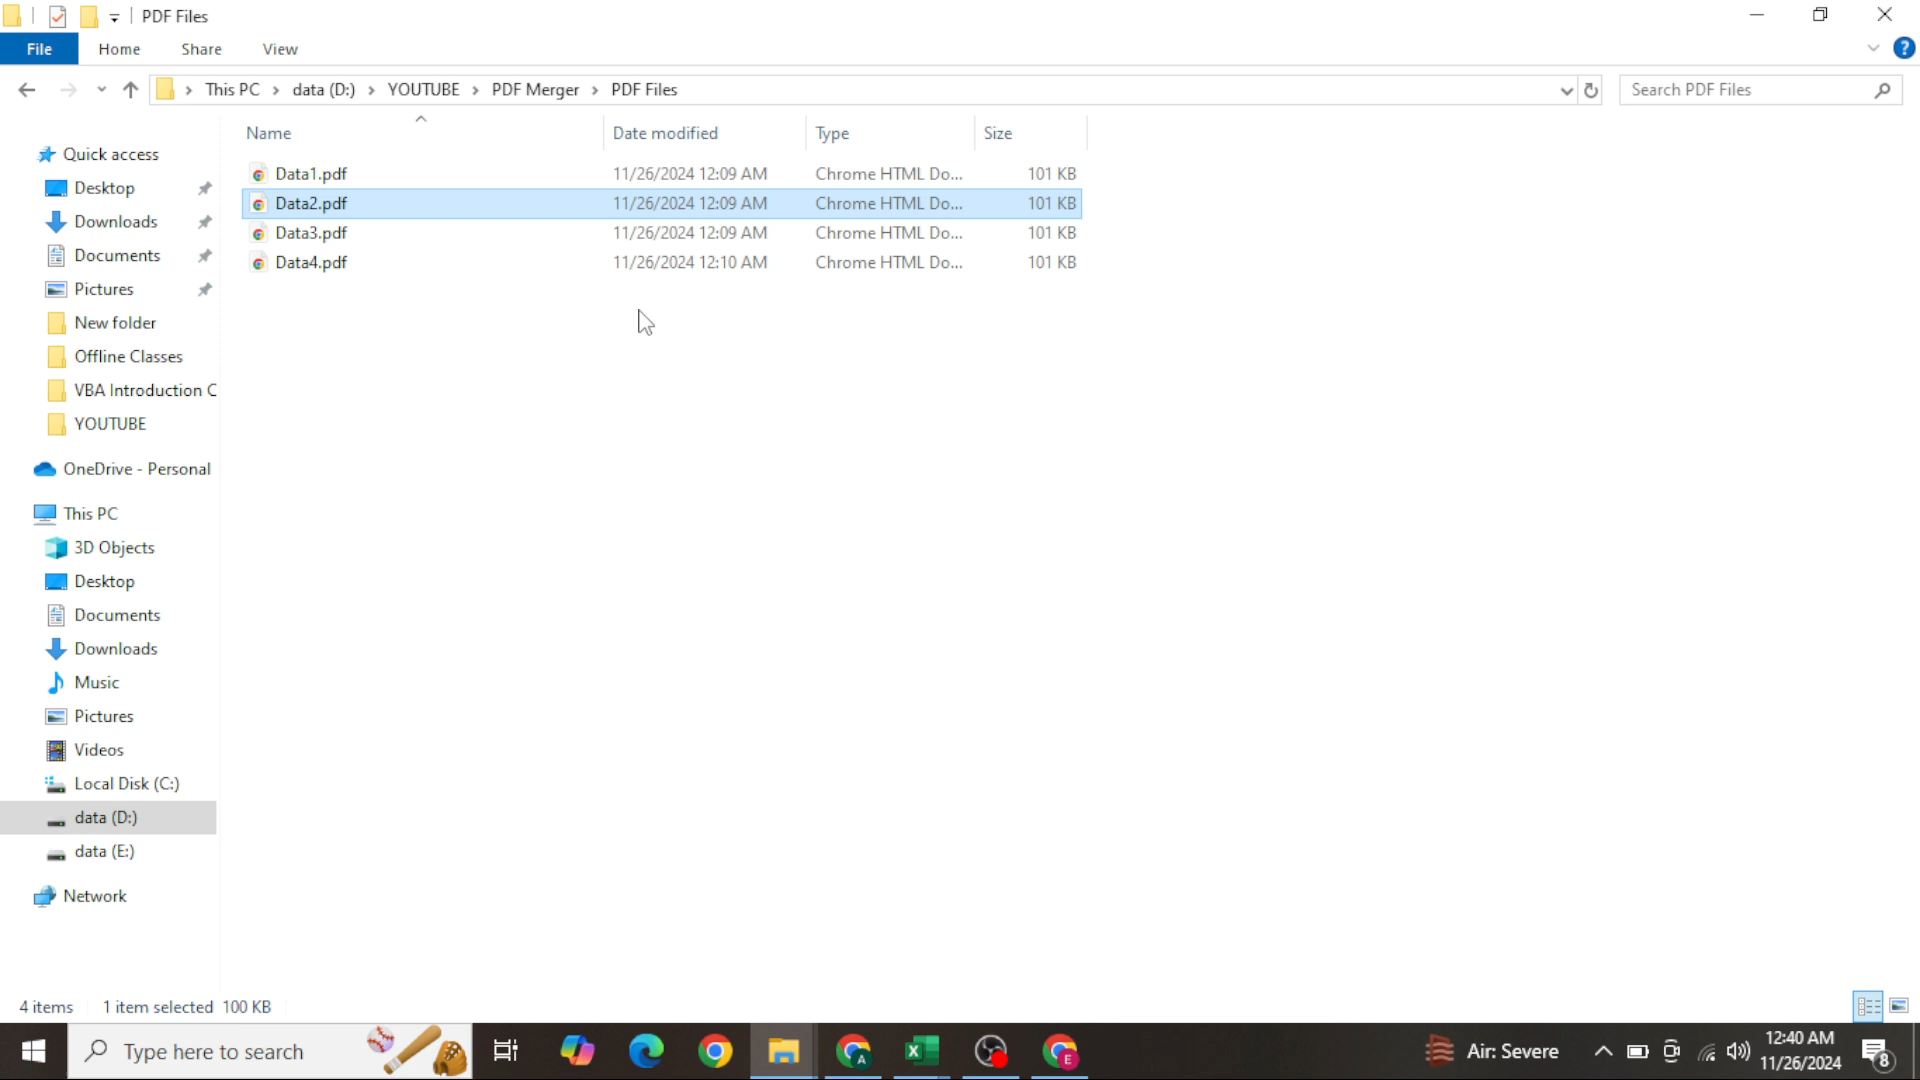 PDF Files
File Home Share View ?
This PC data (D:) YOUTUBE PDF Merger PDF Files Search PDF Files
Name Date modified Type Size
Data1.pdf 11/26/2024 12:09 AM Chrome HTML Do... 101 KB
Data2.pdf 11/26/2024 12:09 AM Chrome HTML Do... 101 KB
Data3.pdf 11/26/2024 12:09 AM Chrome HTML Do... 101 KB
Data4.pdf 11/26/2024 12:10 AM Chrome HTML Do... 101 KB
Quick access
Desktop
Downloads
Documents
Pictures
New folder
Offline Classes
VBA Introduction C
YOUTUBE
OneDrive - Personal
This PC
3D Objects
Desktop
Documents
Downloads
Music
Pictures
Videos
Local Disk (C:)
data (D:)
data (E:)
Network
4 items 1 item selected 100 KB
Type here to search A X E Air: Severe 12:40 AM
11/26/2024 8